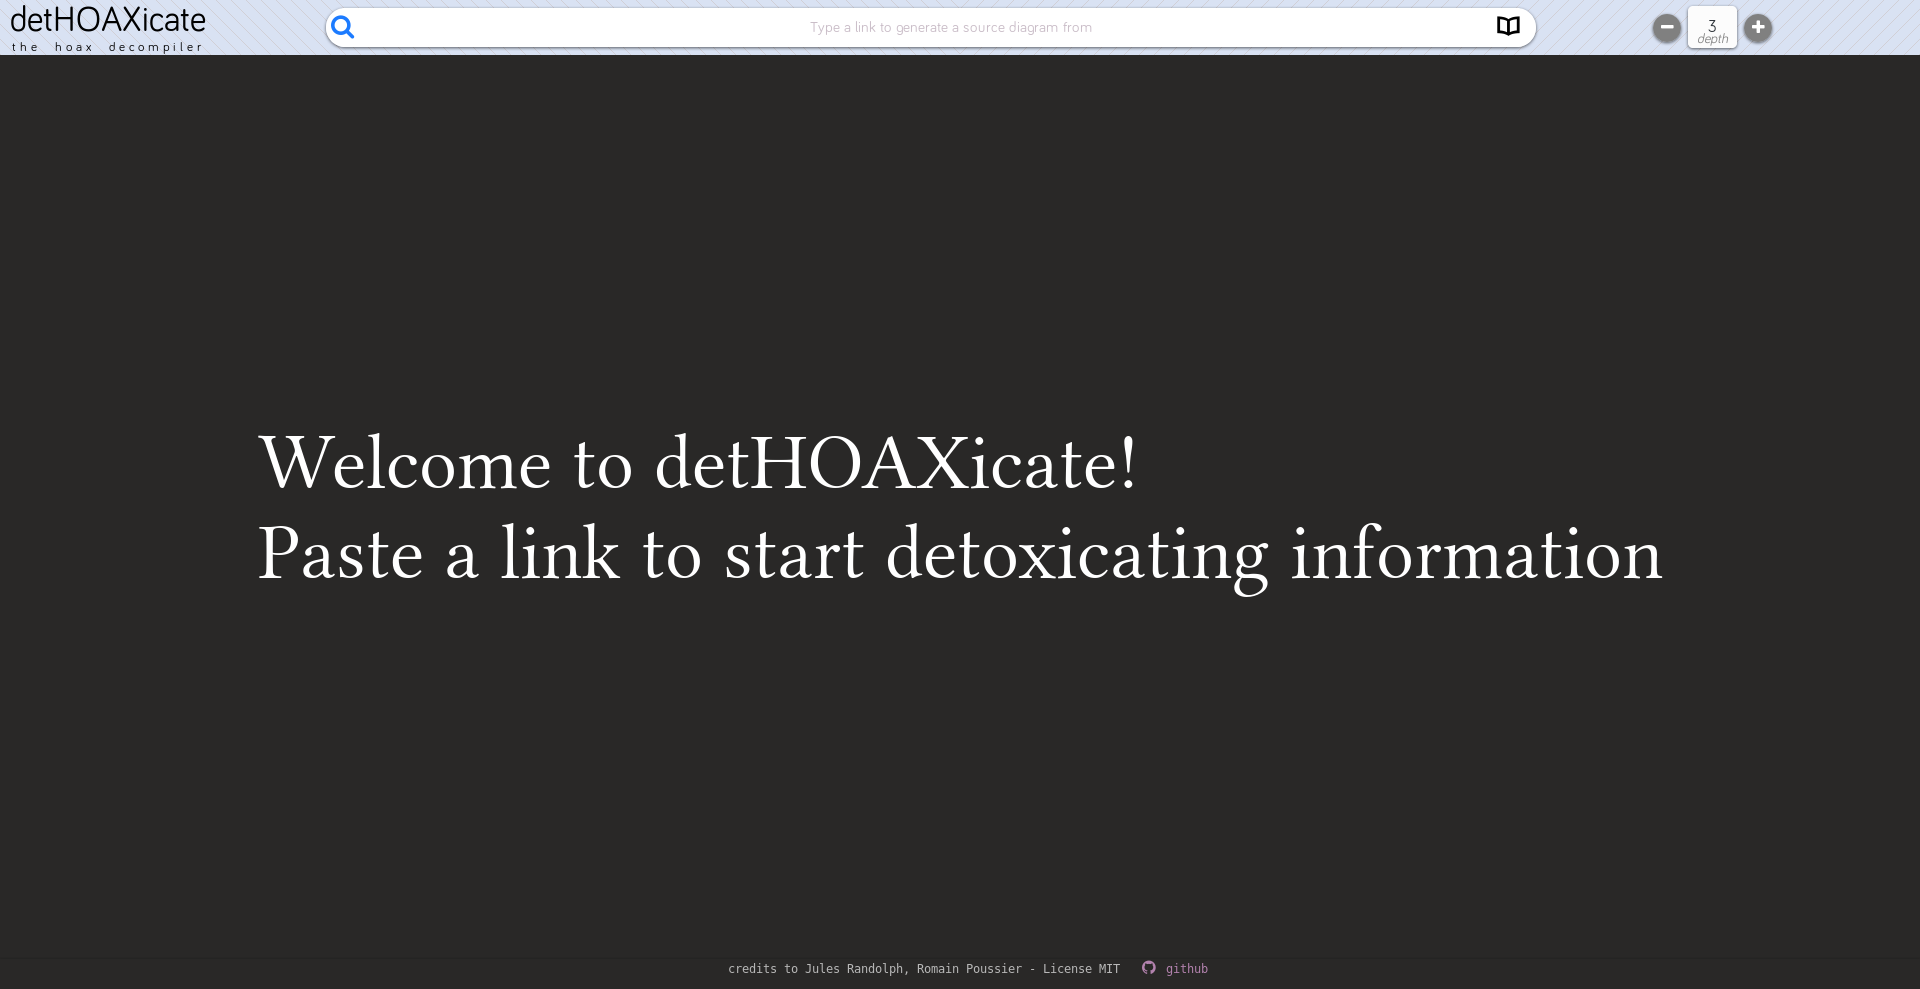 detHOAXicate
the hoax decompiler
Type a link to generate a source diagram from
3
depth
Welcome to detHOAXicate!
Paste a link to start detoxicating information
credits to Jules Randolph, Romain Poussier - License MIT github